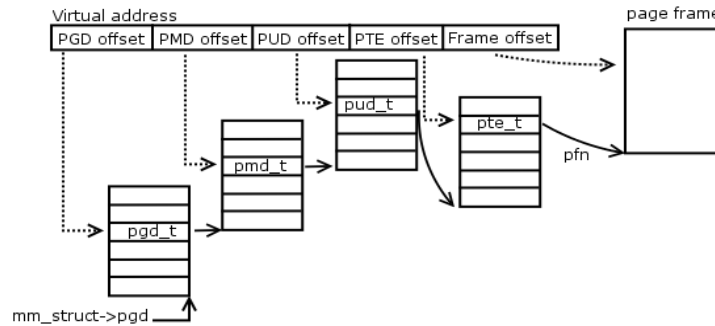 Virtual address
page frame
PGD offset PMD offset PUD offset PTE offset Frame offset
pud_t
pte_t
pfn
pmd_t
pgd_t
mm_struct->pgd